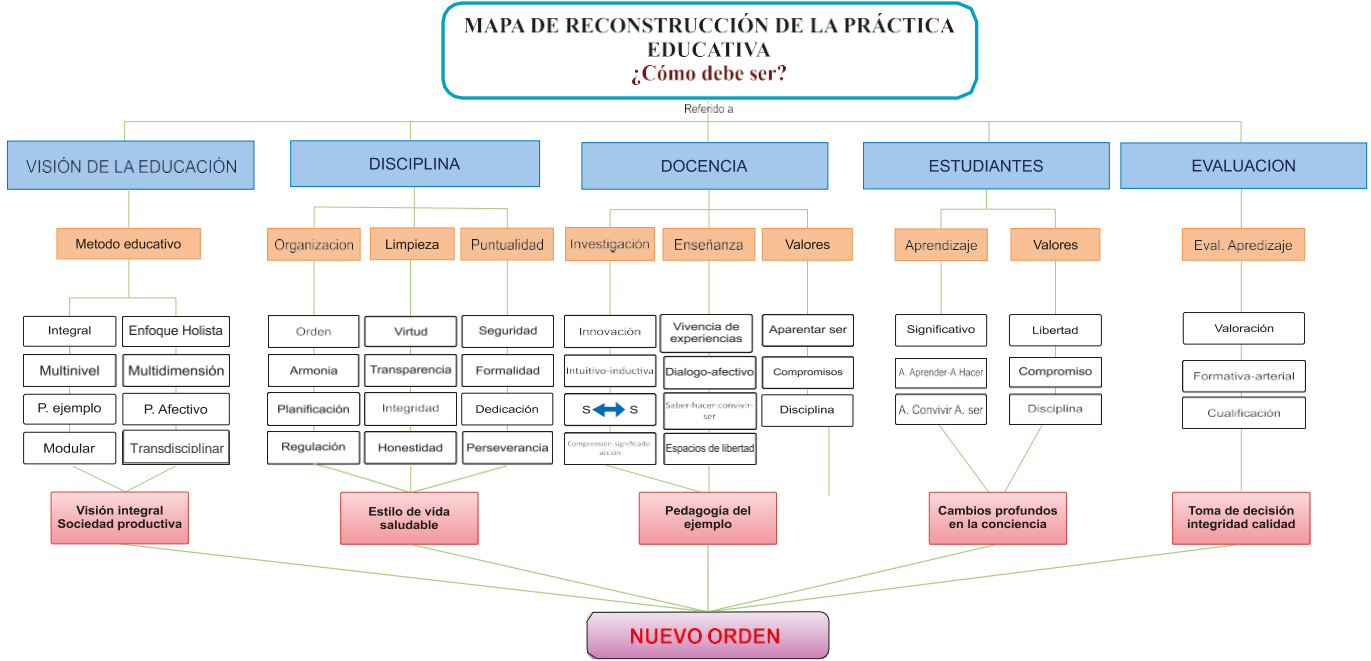 MAPA DE RECONSTRUCCIÓN DE LA PRÁCTICA
EDUCATIVA
¿Cómo debe ser?
Referido a
VISIÓN DE LA EDUCACIÓN
DISCIPLINA
DOCENCIA
ESTUDIANTES
EVALUACION
Metodo educativo
Organizacion
Limpieza
Puntualidad
Investigación
Enseñanza
Valores
Aprendizaje
Valores
Eval. Apredizaje
Integral
Enfoque Holista
Orden
Virtud
Seguridad
Innovación
Vivencia de
experiencias
Aparentar ser
Significativo
Libertad
Valoración
Multinivel
Multidimensión
Armonia
Transparencia
Formalidad
Intuitivo-inductiva
Dialogo-afectivo
Compromisos
A. Aprender-A Hacer
Compromiso
Formativa-arterial
P. ejemplo
P. Afectivo
Planificación
Integridad
Dedicación
S S
Saber-hacer-convivir-
ser
Disciplina
A. Convivir A. ser
Disciplina
Cualificación
Modular
Transdisciplinar
Regulación
Honestidad
Perseverancia
Comprensión-significado-
acción
Espacios de libertad
Visión integral
Sociedad productiva
Estilo de vida
saludable
Pedagogía del
ejemplo
Cambios profundos
en la conciencia
Toma de decisión
integridad calidad
NUEVO ORDEN